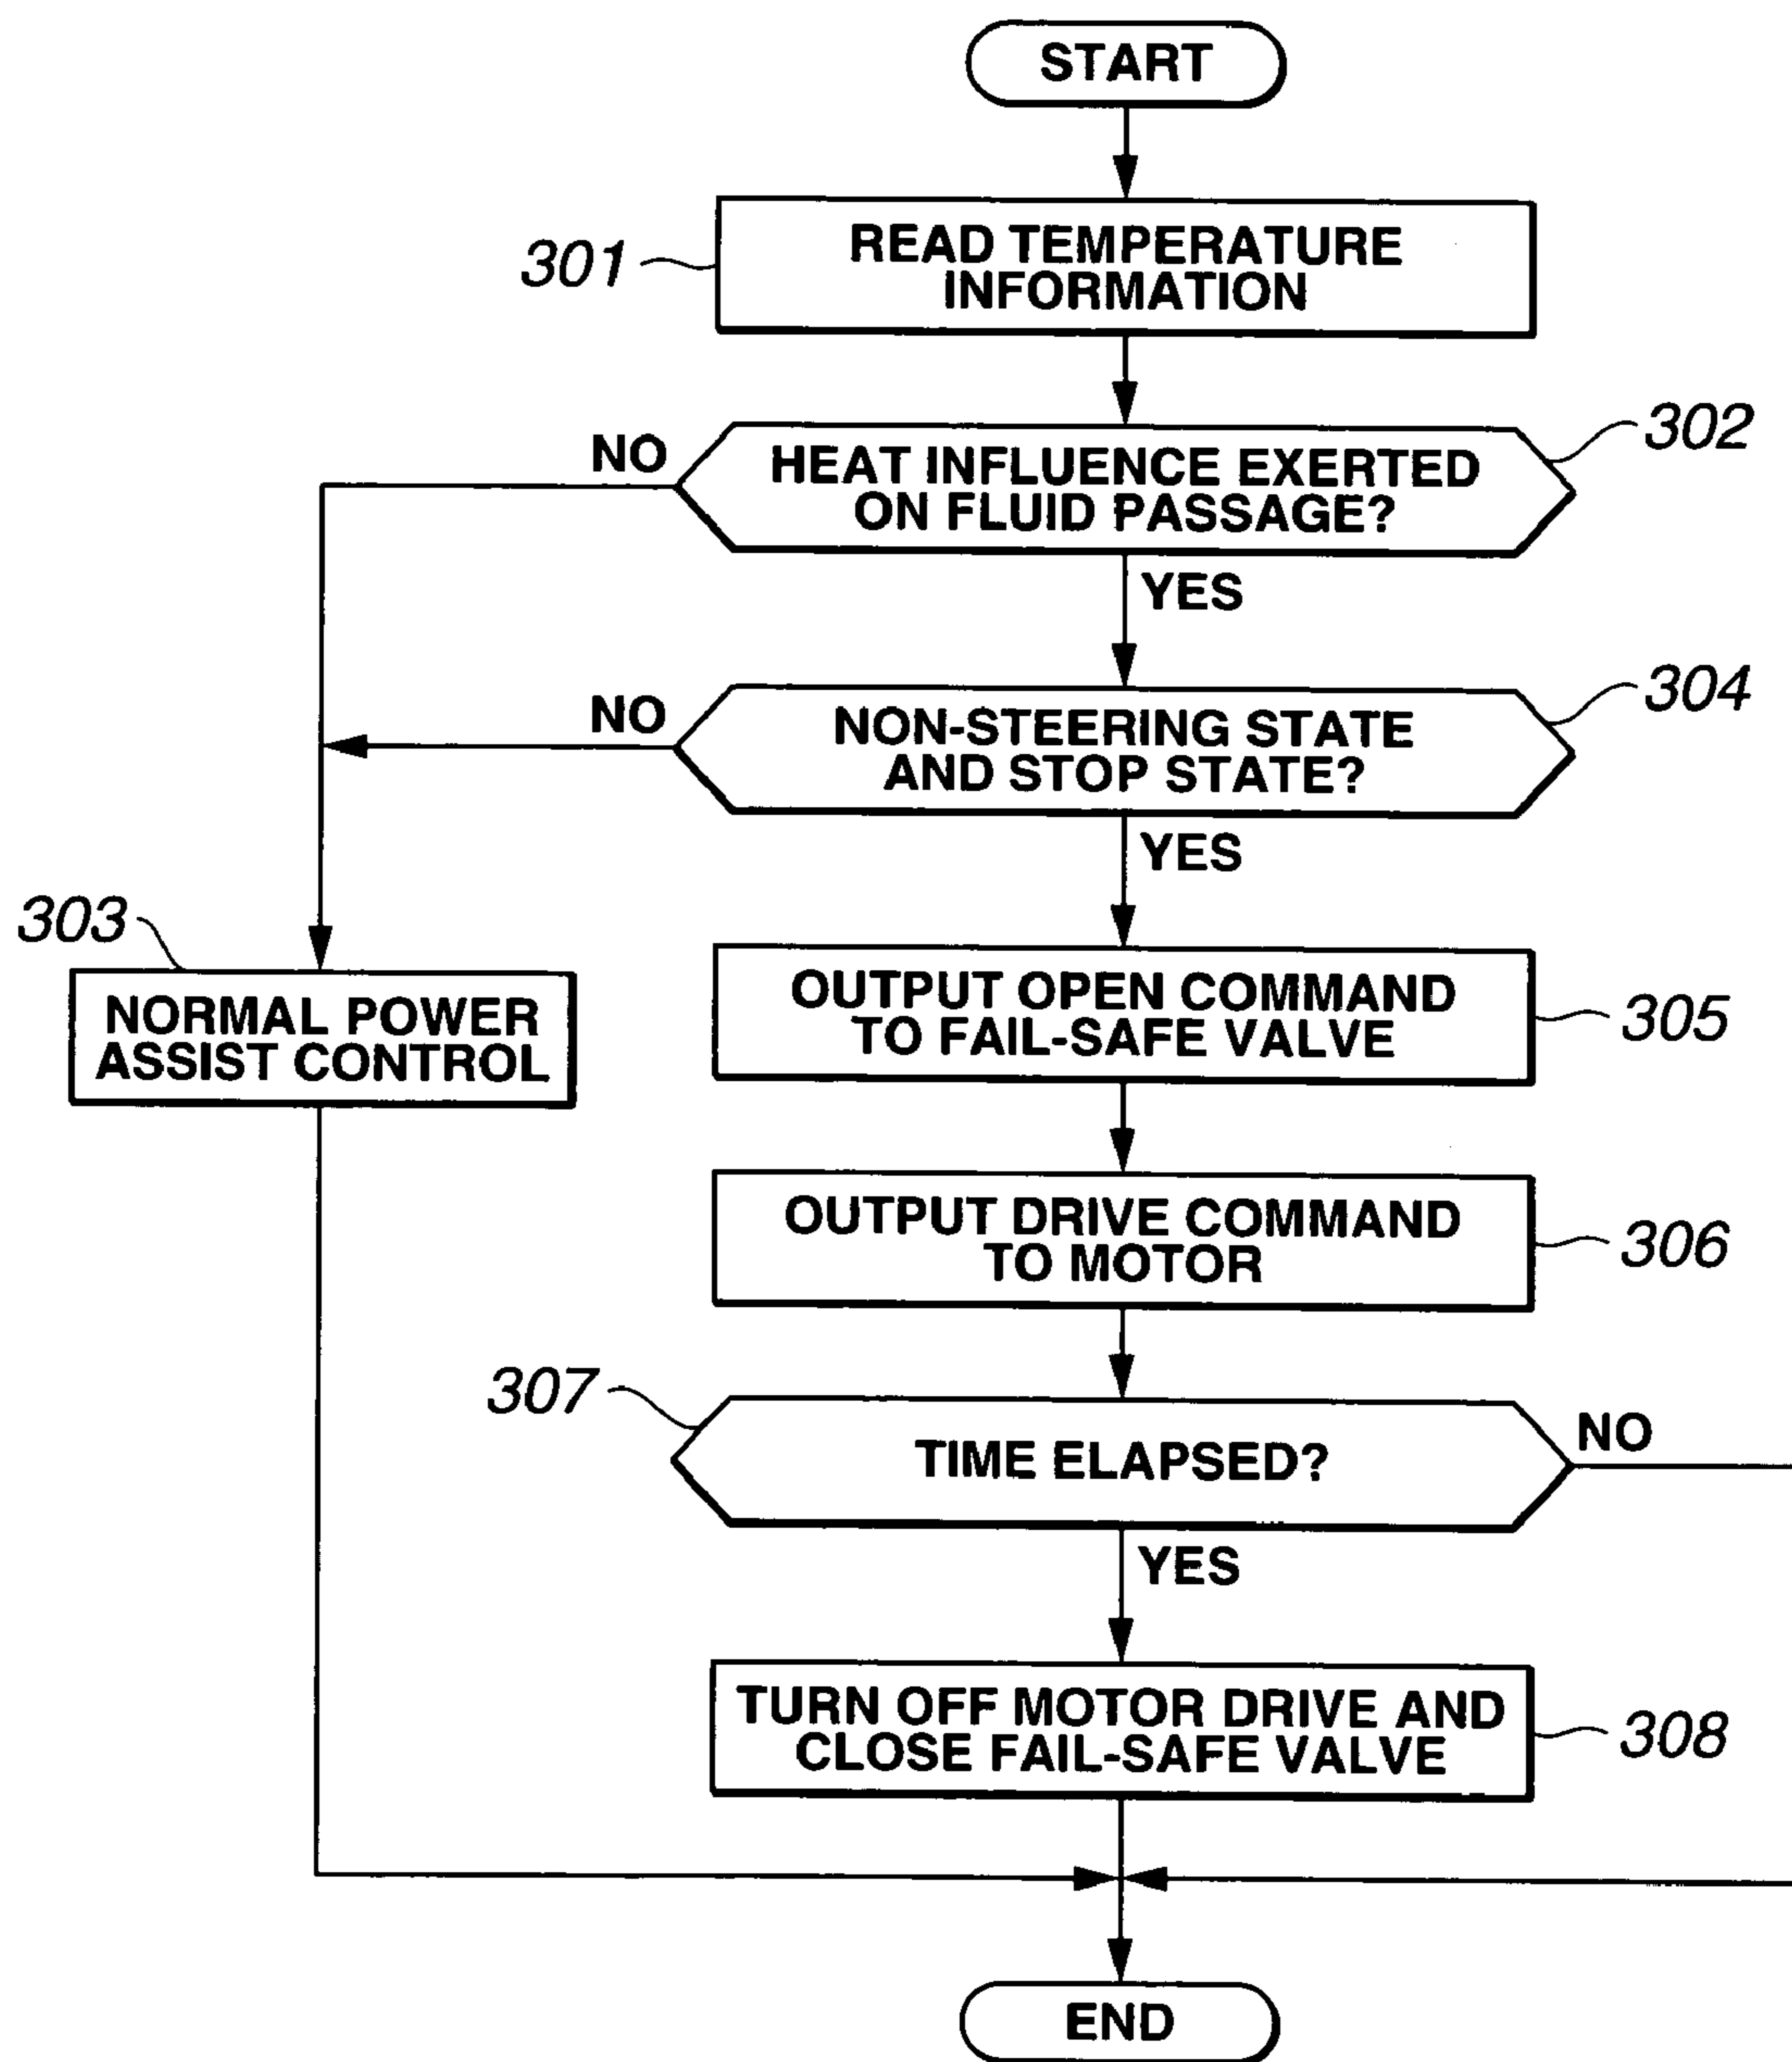 START
301
READ TEMPERATURE
INFORMATION
302
NO
HEAT INFLUENCE EXERTED
ON FLUID PASSAGE?
YES
304
NO
NON-STEERING STATE
AND STOP STATE?
YES
303
NORMAL POWER
ASSIST CONTROL
OUTPUT OPEN COMMAND
TO FAIL-SAFE VALVE
305
OUTPUT DRIVE COMMAND
TO MOTOR
306
307
TIME ELAPSED?
NO
YES
TURN OFF MOTOR DRIVE AND
CLOSE FAIL-SAFE VALVE
308
END